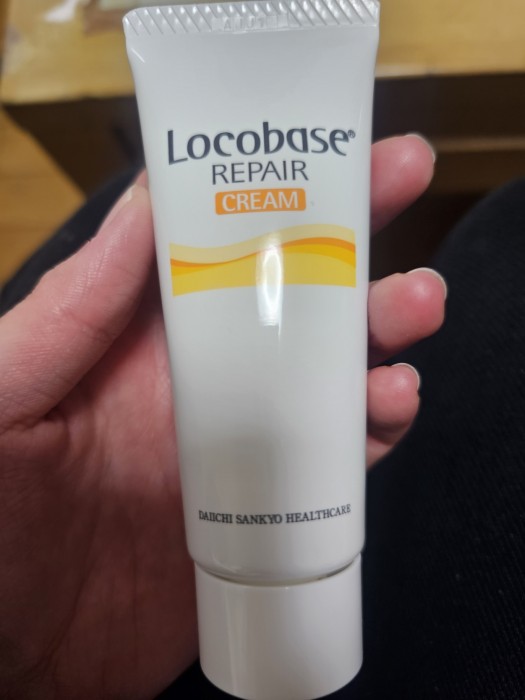 Locobase®
REPAIR
CREAM
DAIICHI SANKYO HEALTHCARE